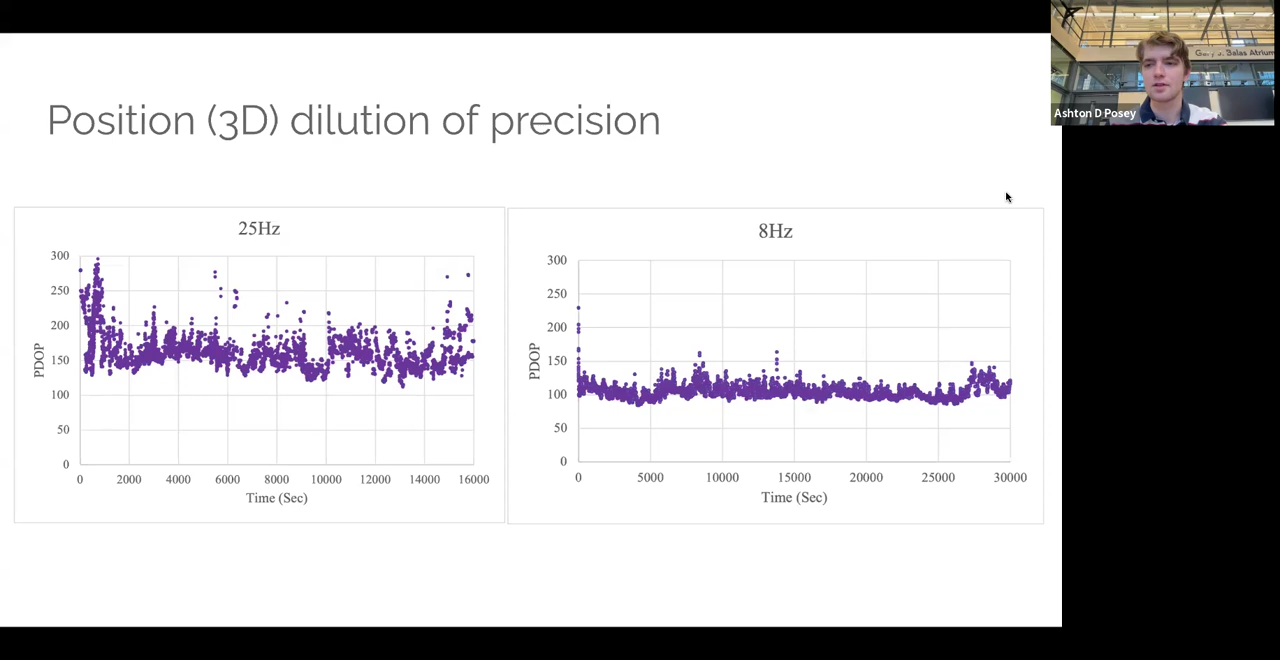 Position (3D) dilution of precision
25Hz
300
250
200
150
100
50
0
PDOP
0 2000 4000 6000 8000 10000 12000 14000 16000
Time (Sec)
8Hz
300
250
200
150
100
50
0
PDOP
0 5000 10000 15000 20000 25000 30000
Time (Sec)
Balas Atrium
Ashton D Posey